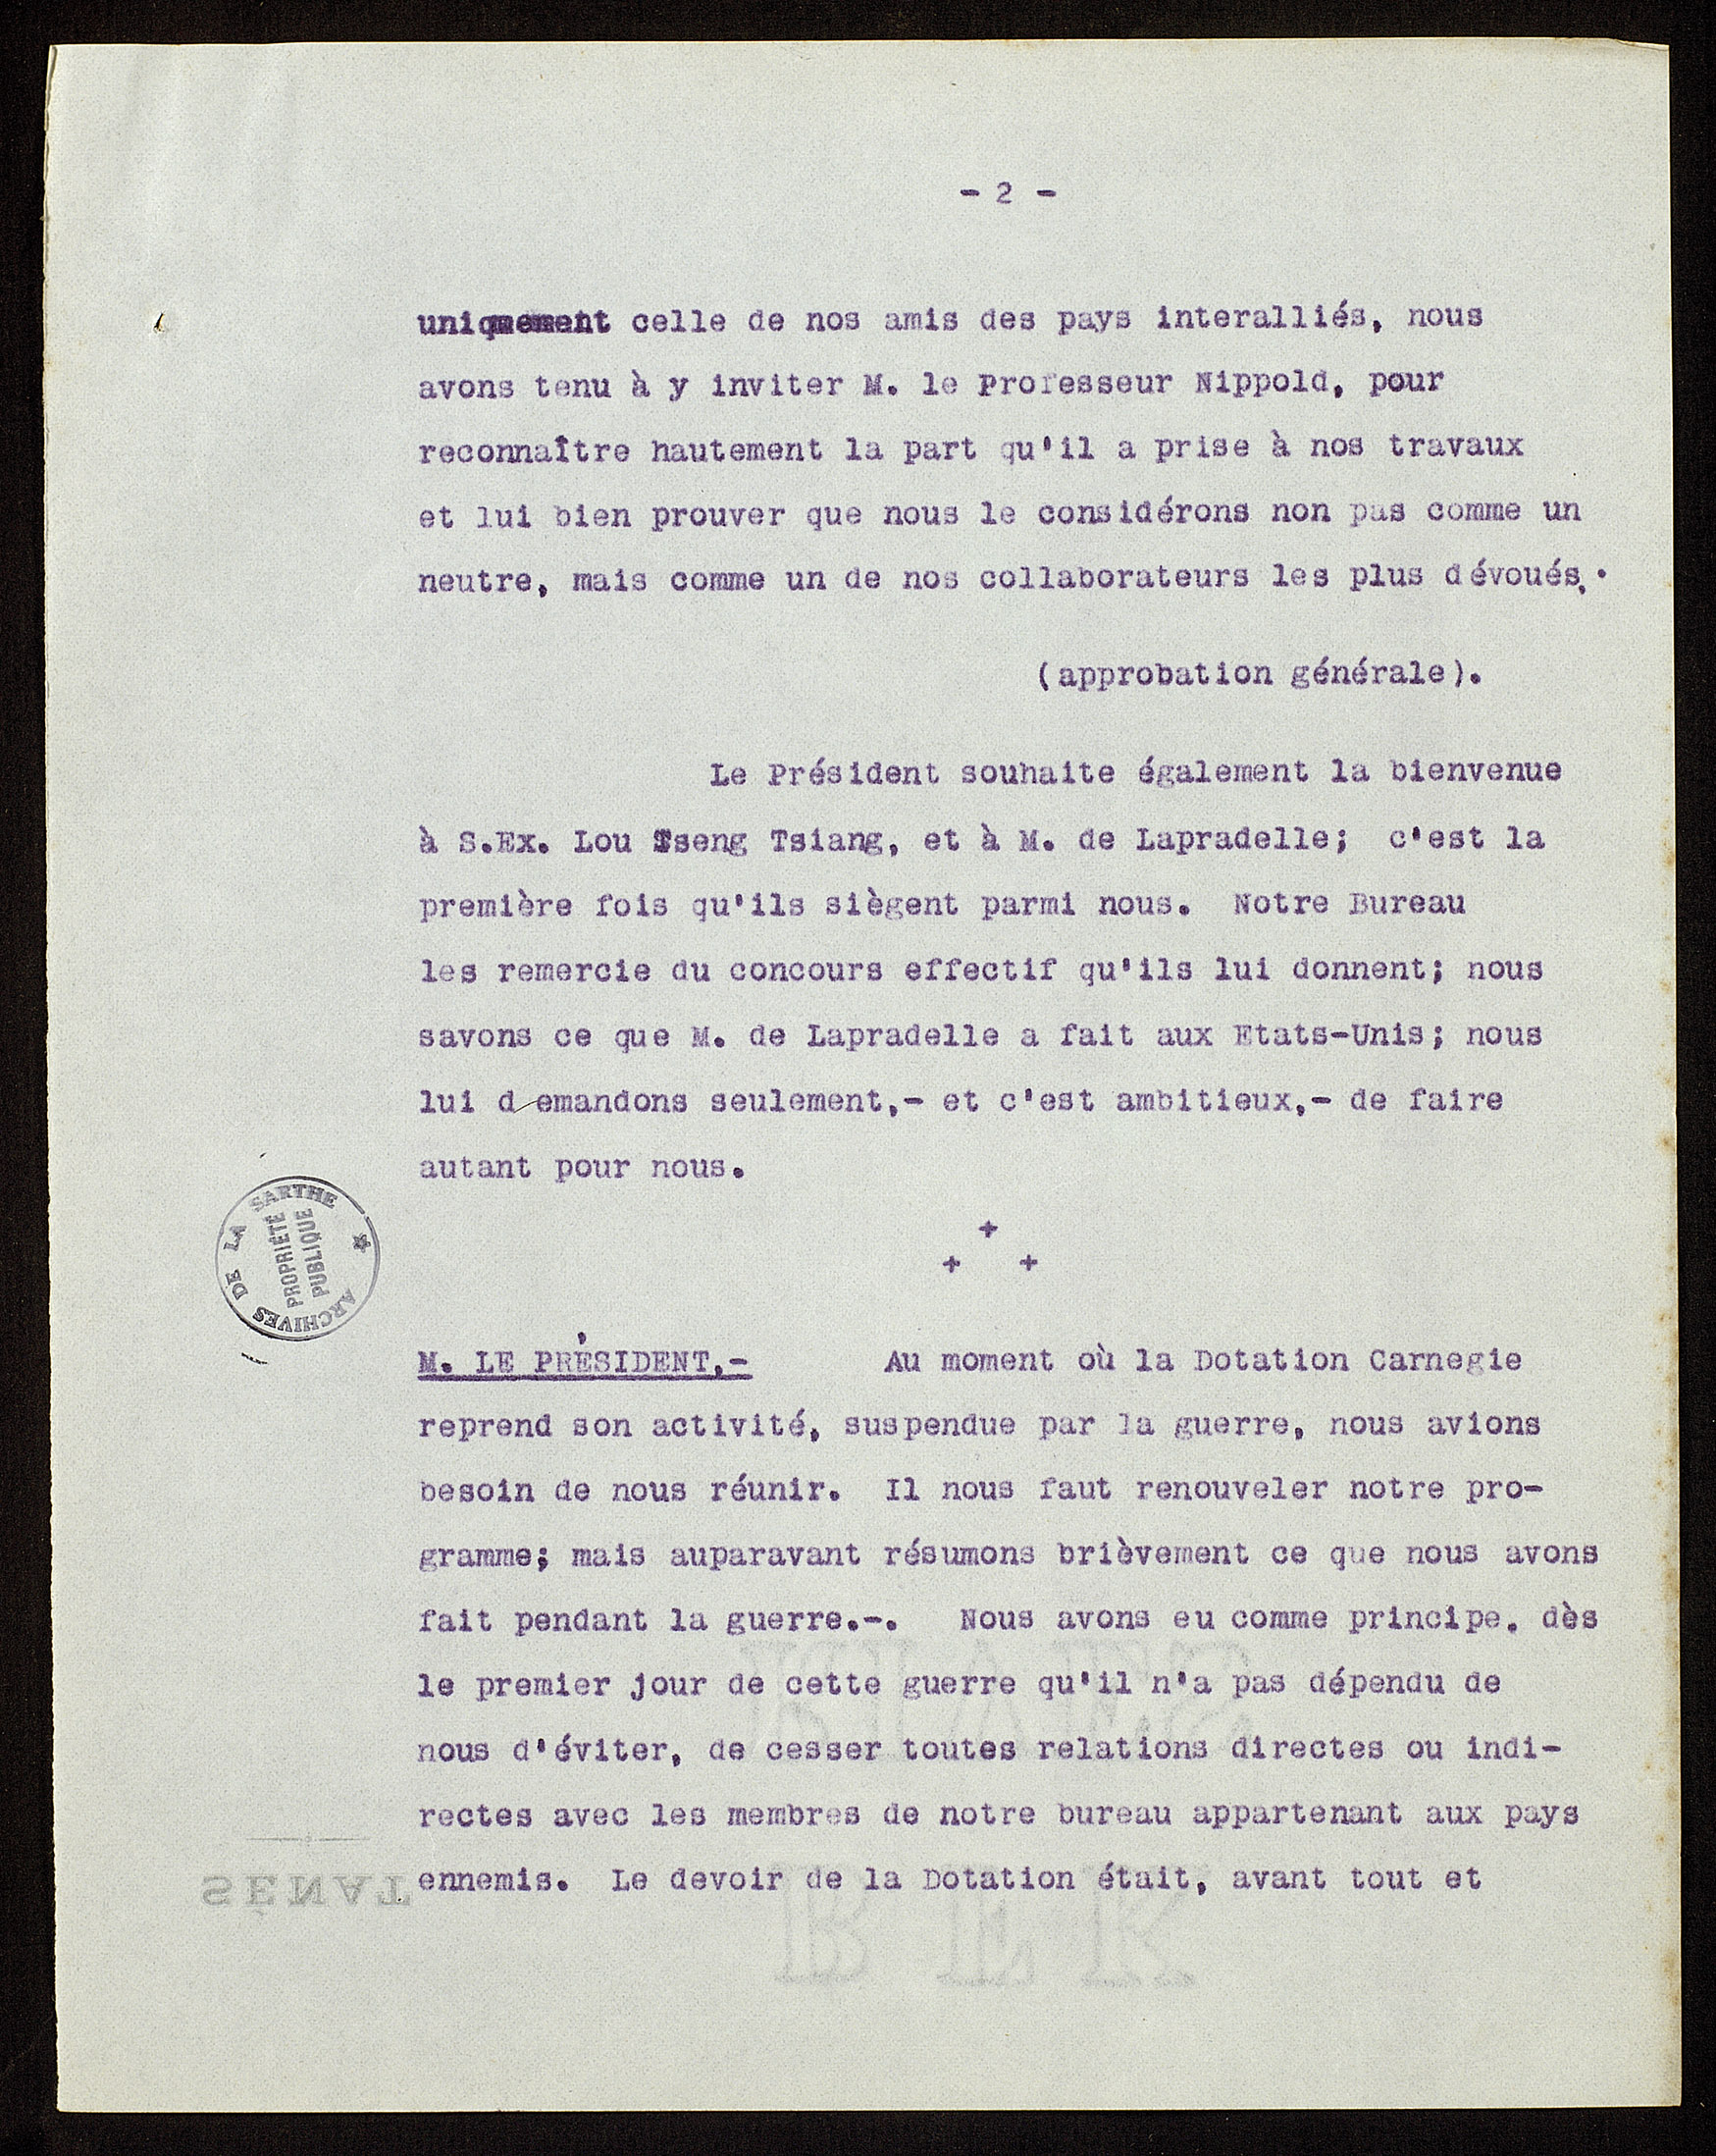 - 2 -
uniquement celle de nos amis des pays interalliés, nous
avons tenu à y inviter M. le Professeur Nippold, pour
reconnaître hautement la part qu'il a prise à nos travaux
et lui bien prouver que nous le considérons non pas comme un
neutre, mais comme un de nos collaborateurs les plus dévoués.
(approbation générale).
Le Président souhaite également la bienvenue
à S.Ex. Lou Tseng Tsiang, et à M. de Lapradelle; c'est la
première fois qu'ils siègent parmi nous. Notre Bureau
les remercie du concours effectif qu'ils lui donnent; nous
savons ce que M. de Lapradelle a fait aux Etats-Unis; nous
lui demandons seulement,- et c'est ambitieux,- de faire
autant pour nous.
+
+ +
ARCHIVES DE LA SARTHE
PROPRIÉTÉ
PUBLIQUE
M. LE PRÉSIDENT,- Au moment où la Dotation Carnegie
reprend son activité, suspendue par la guerre, nous avions
besoin de nous réunir. Il nous faut renouveler notre pro-
gramme; mais auparavant résumons brièvement ce que nous avons
fait pendant la guerre.-. Nous avons eu comme principe, dès
le premier jour de cette guerre qu'il n'a pas dépendu de
nous d'éviter, de cesser toutes relations directes ou indi-
rectes avec les membres de notre bureau appartenant aux pays
ennemis. Le devoir de la Dotation était, avant tout et
SÉNAT